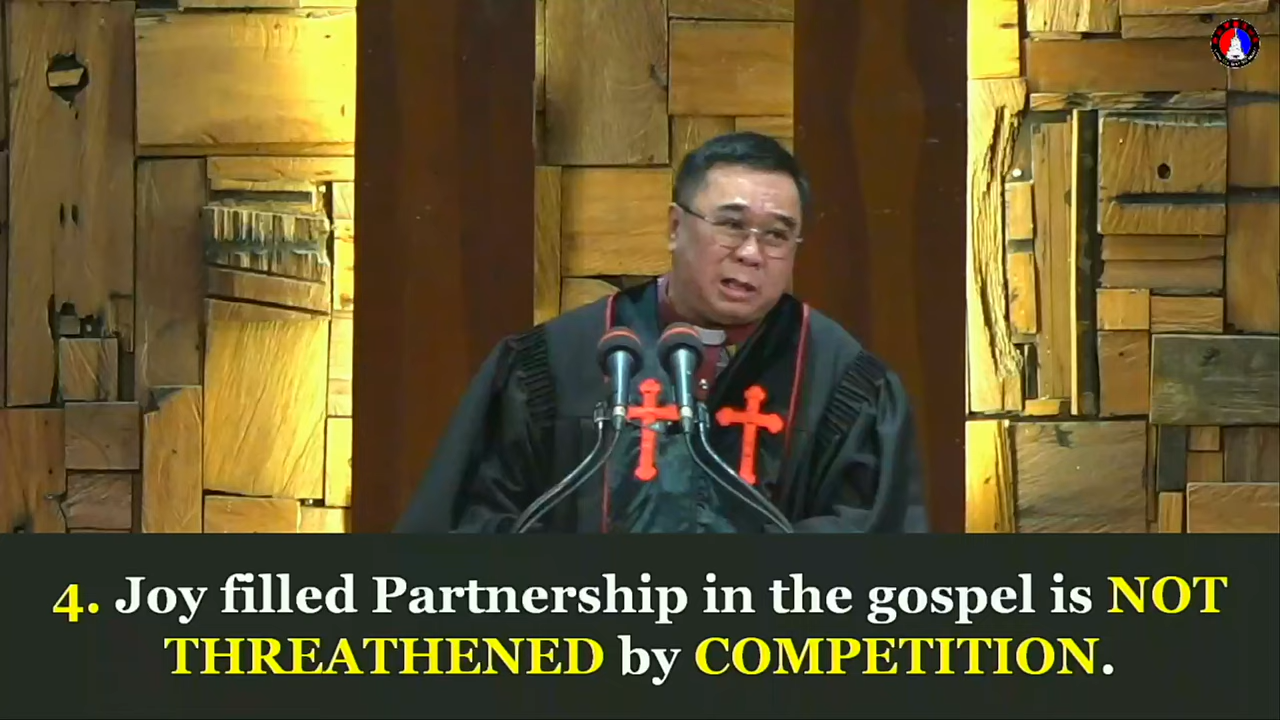 4. Joy filled Partnership in the gospel is NOT
THREATHENED by COMPETITION.